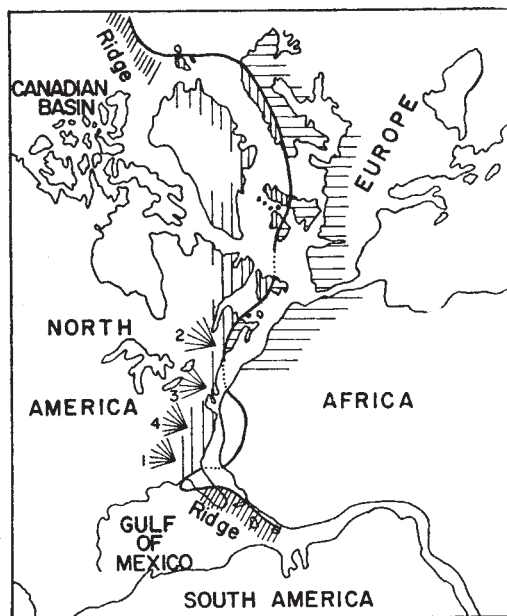 Ridge
CANADIAN
BASIN
EUROPE
NORTH
2
3
AMERICA
AFRICA
4
1
Ridge
GULF
OF
MEXICO
SOUTH AMERICA